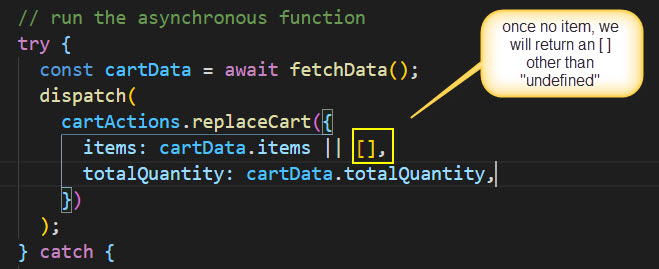 // run the asynchronous function
try {
const cartData = await fetchData();
dispatch(
cartActions.replaceCart({
items: cartData.items || [],
totalQuantity: cartData.totalQuantity,
})
);
} catch {
once no item, we
will return an [ ]
other than
"undefined"